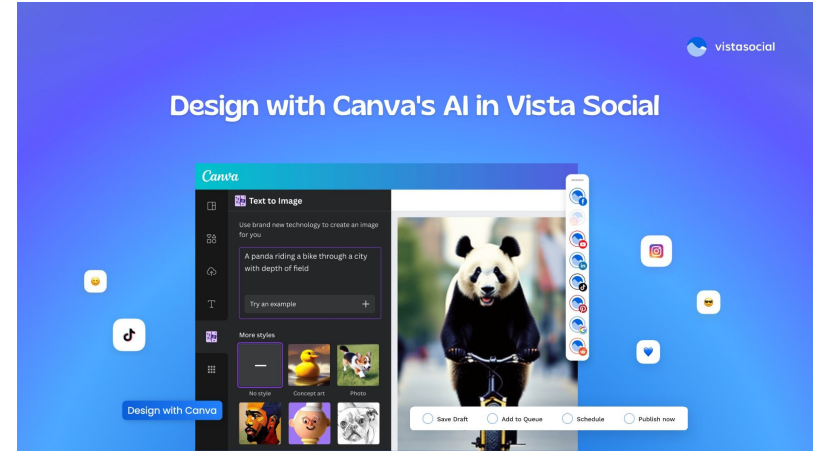 vistasocial
Design with Canva's AI in Vista Social
Canva
Text to Image
Use brand new technology to create an image
for you
A panda riding a bike through a city
with depth of field
Try an example
More styles
No style
Concept art
Photo
Design with Canva
Save Draft
Add to Queue
Schedule
Publish now